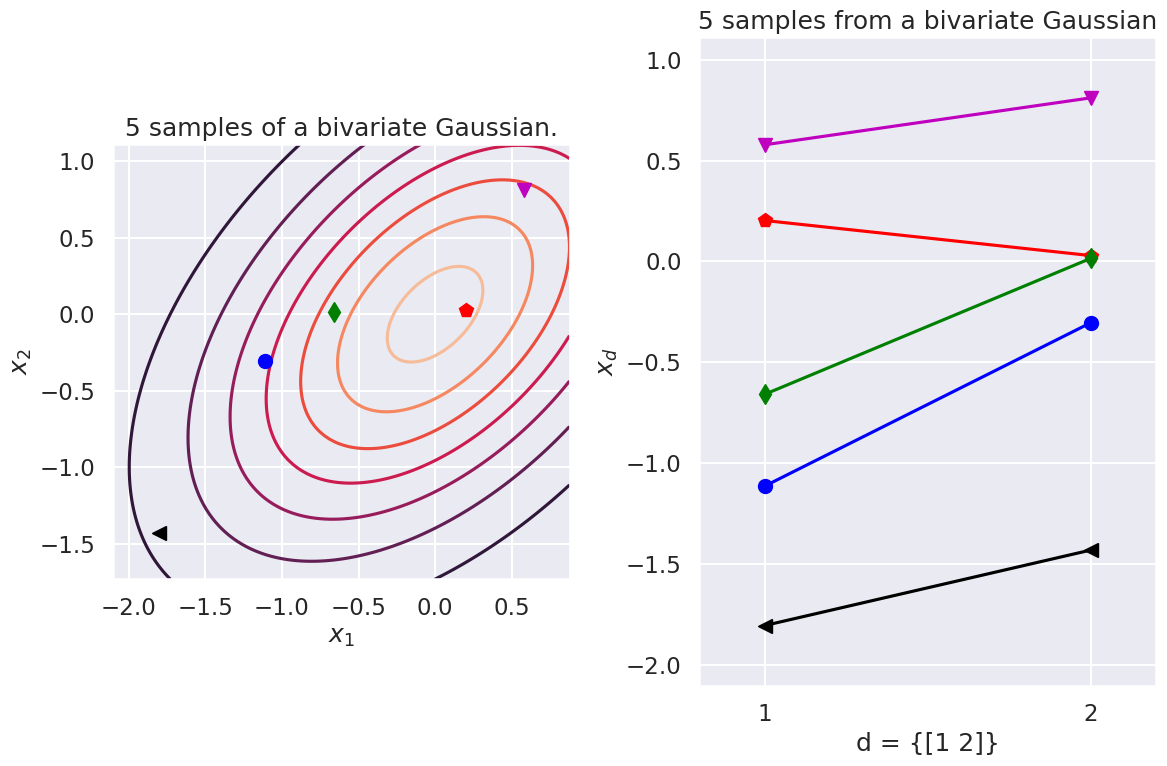 5 samples of a bivariate Gaussian.
1.0
0.5
0.0
−0.5
−1.0
−1.5
x₂
−2.0 −1.5 −1.0 −0.5 0.0 0.5
x₁
5 samples from a bivariate Gaussian
1.0
0.5
0.0
−0.5
−1.0
−1.5
−2.0
x_d
1 2
d = {[1 2]}